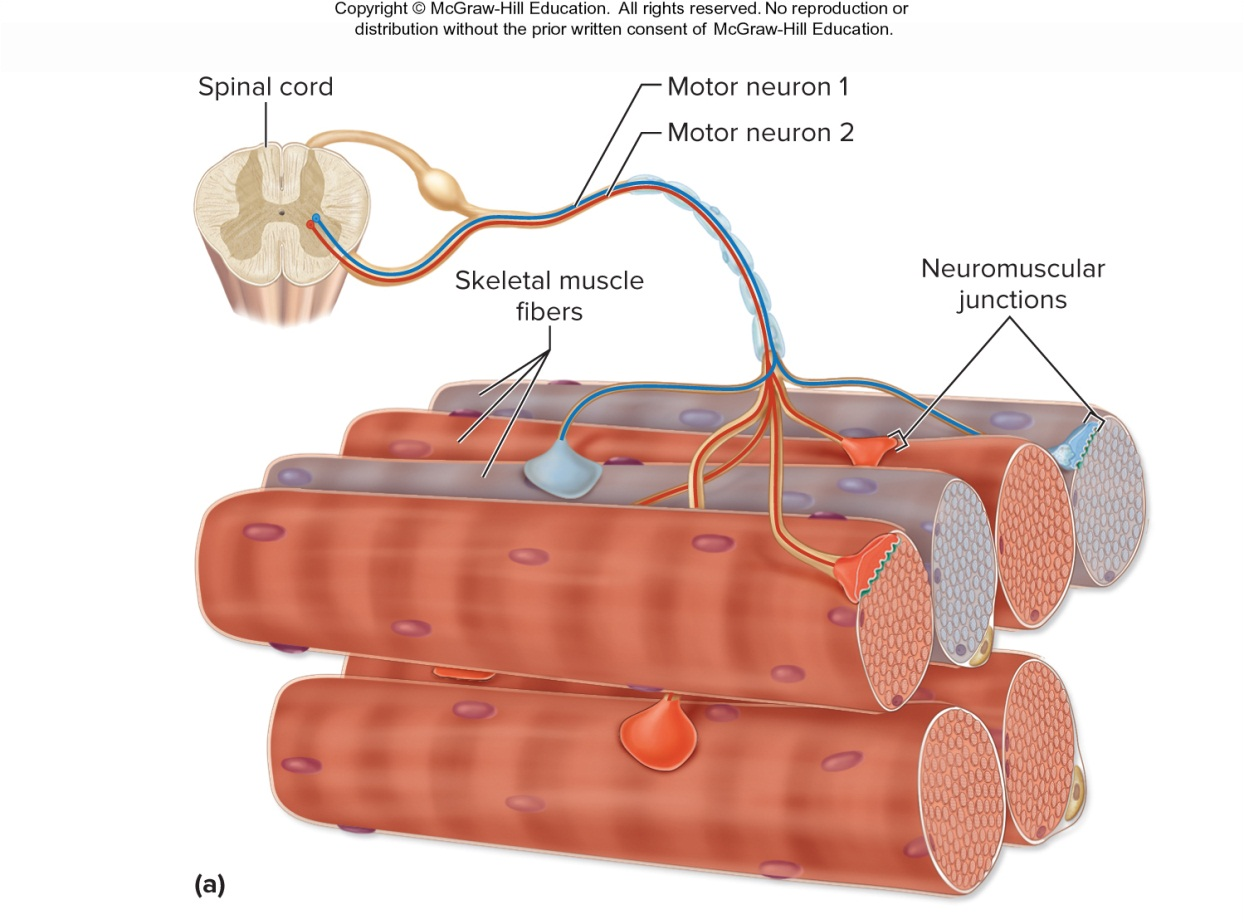 Copyright © McGraw-Hill Education.  All rights reserved. No reproduction or
distribution without the prior written consent of McGraw-Hill Education.
Spinal cord
Motor neuron 1
Motor neuron 2
Skeletal muscle
fibers
Neuromuscular
junctions
(a)